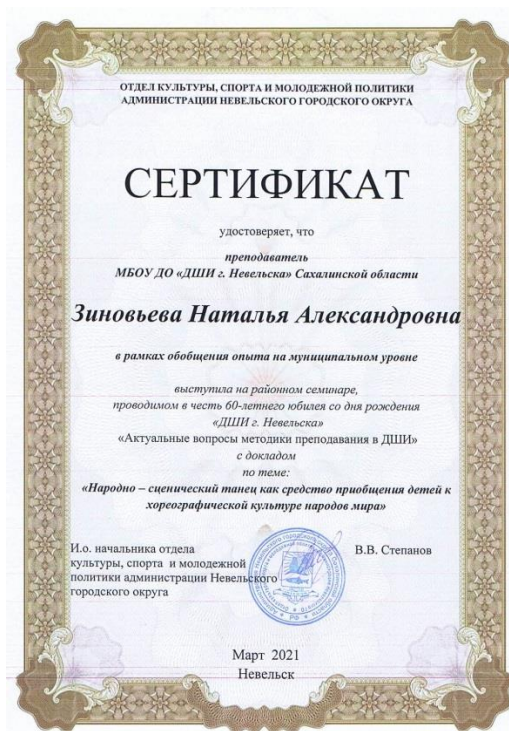 ОТДЕЛ КУЛЬТУРЫ, СПОРТА И МОЛОДЕЖНОЙ ПОЛИТИКИ
АДМИНИСТРАЦИИ НЕВЕЛЬСКОГО ГОРОДСКОГО ОКРУГА
СЕРТИФИКАТ
удостоверяет, что
преподаватель
МБОУ ДО «ДШИ г. Невельска» Сахалинской области
Зиновьева Наталья Александровна
в рамках обобщения опыта на муниципальном уровне
выступила на районном семинаре,
проводимом в честь 60-летнего юбилея со дня рождения
«ДШИ г. Невельска»
«Актуальные вопросы методики преподавания в ДШИ»
с докладом
по теме:
«Народно – сценический танец как средство приобщения детей к
хореографической культуре народов мира»
И.о. начальника отдела В.В. Степанов
культуры, спорта и молодежной
политики администрации Невельского
городского округа
Март 2021
Невельск